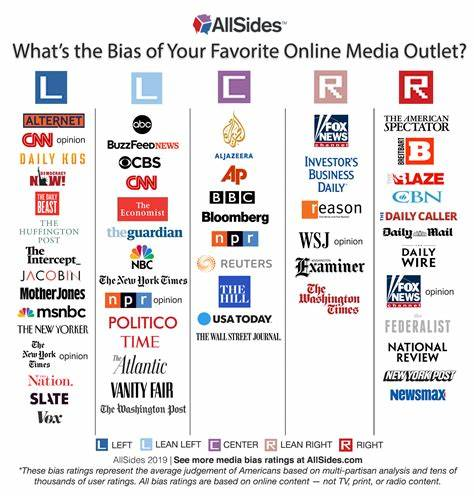 AllSides™
What's the Bias of Your Favorite Online Media Outlet?
L
L
C
R
R
ALTERNET
CNN opinion
DAILY KOS
DEMOCRACY
NOW!
THE DAILY
BEAST
THE
HUFFINGTON
POST
The
Intercept_
JACOBIN
Mother Jones
msnbc
THE NEW YORKER
The
New York
Times opinion
The
Nation.
SLATE
Vox
abc
BuzzFeedNEWS
CBS
CNN
The
Economist
theguardian
NBC
The New York Times
npr opinion
POLITICO
TIME
The
Atlantic
VANITY FAIR
The Washington Post
ALJAZEERA
AP
BBC
Bloomberg
npr
REUTERS
THE
HILL
USA TODAY
THE WALL STREET JOURNAL
FOX
NEWS
channel
INVESTOR'S
BUSINESS
DAILY
reason
WSJ opinion
Washington
Examiner
The
Washington
Times
THE AMERICAN
SPECTATOR
BREITBART
B
THE
BLAZE
CBN
THE DAILY CALLER
Daily Mail
DAILY
WIRE
FOX
NEWS
channel opinion
THE
FEDERALIST
NATIONAL
REVIEW
NEW YORK POST
Newsmax
L LEFT L LEAN LEFT C CENTER R LEAN RIGHT R RIGHT
AllSides 2019 | See more media bias ratings at AllSides.com
*These bias ratings represent the average judgement of Americans based on multi-partisan analysis and tens of
thousands of user ratings. All bias ratings are based on online content — not TV, print, or radio content.